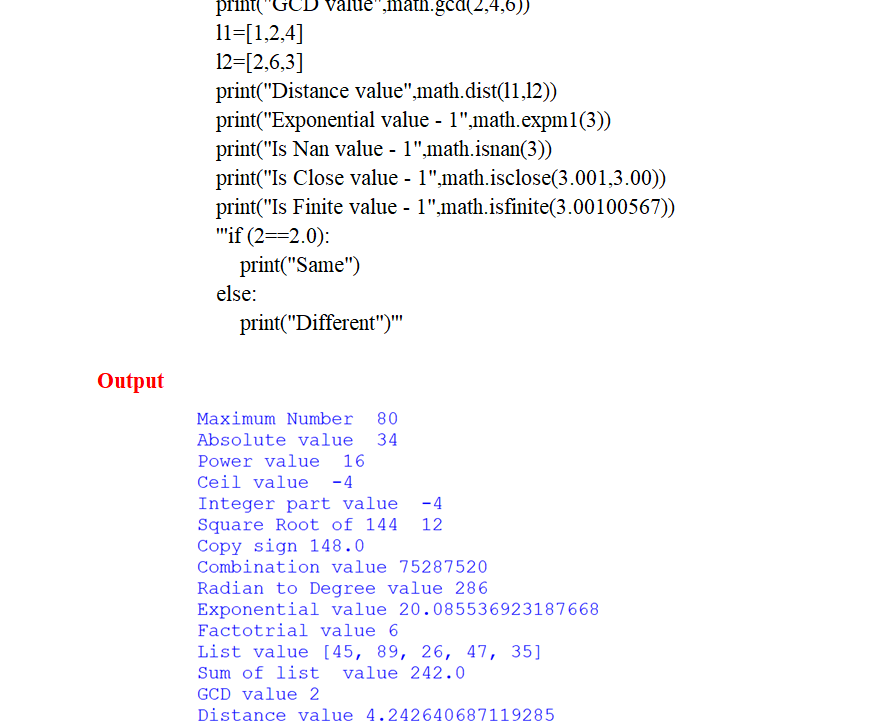 print("GCD value",math.gcd(2,4,6))
l1=[1,2,4]
l2=[2,6,3]
print("Distance value",math.dist(l1,l2))
print("Exponential value - 1",math.expm1(3))
print("Is Nan value - 1",math.isnan(3))
print("Is Close value - 1",math.isclose(3.001,3.00))
print("Is Finite value - 1",math.isfinite(3.00100567))
'''if (2==2.0):
    print("Same")
else:
    print("Different")'''
Output
Maximum Number  80
Absolute value  34
Power value  16
Ceil value  -4
Integer part value  -4
Square Root of 144  12
Copy sign 148.0
Combination value 75287520
Radian to Degree value 286
Exponential value 20.085536923187668
Factotrial value 6
List value [45, 89, 26, 47, 35]
Sum of list  value 242.0
GCD value 2
Distance value 4.242640687119285